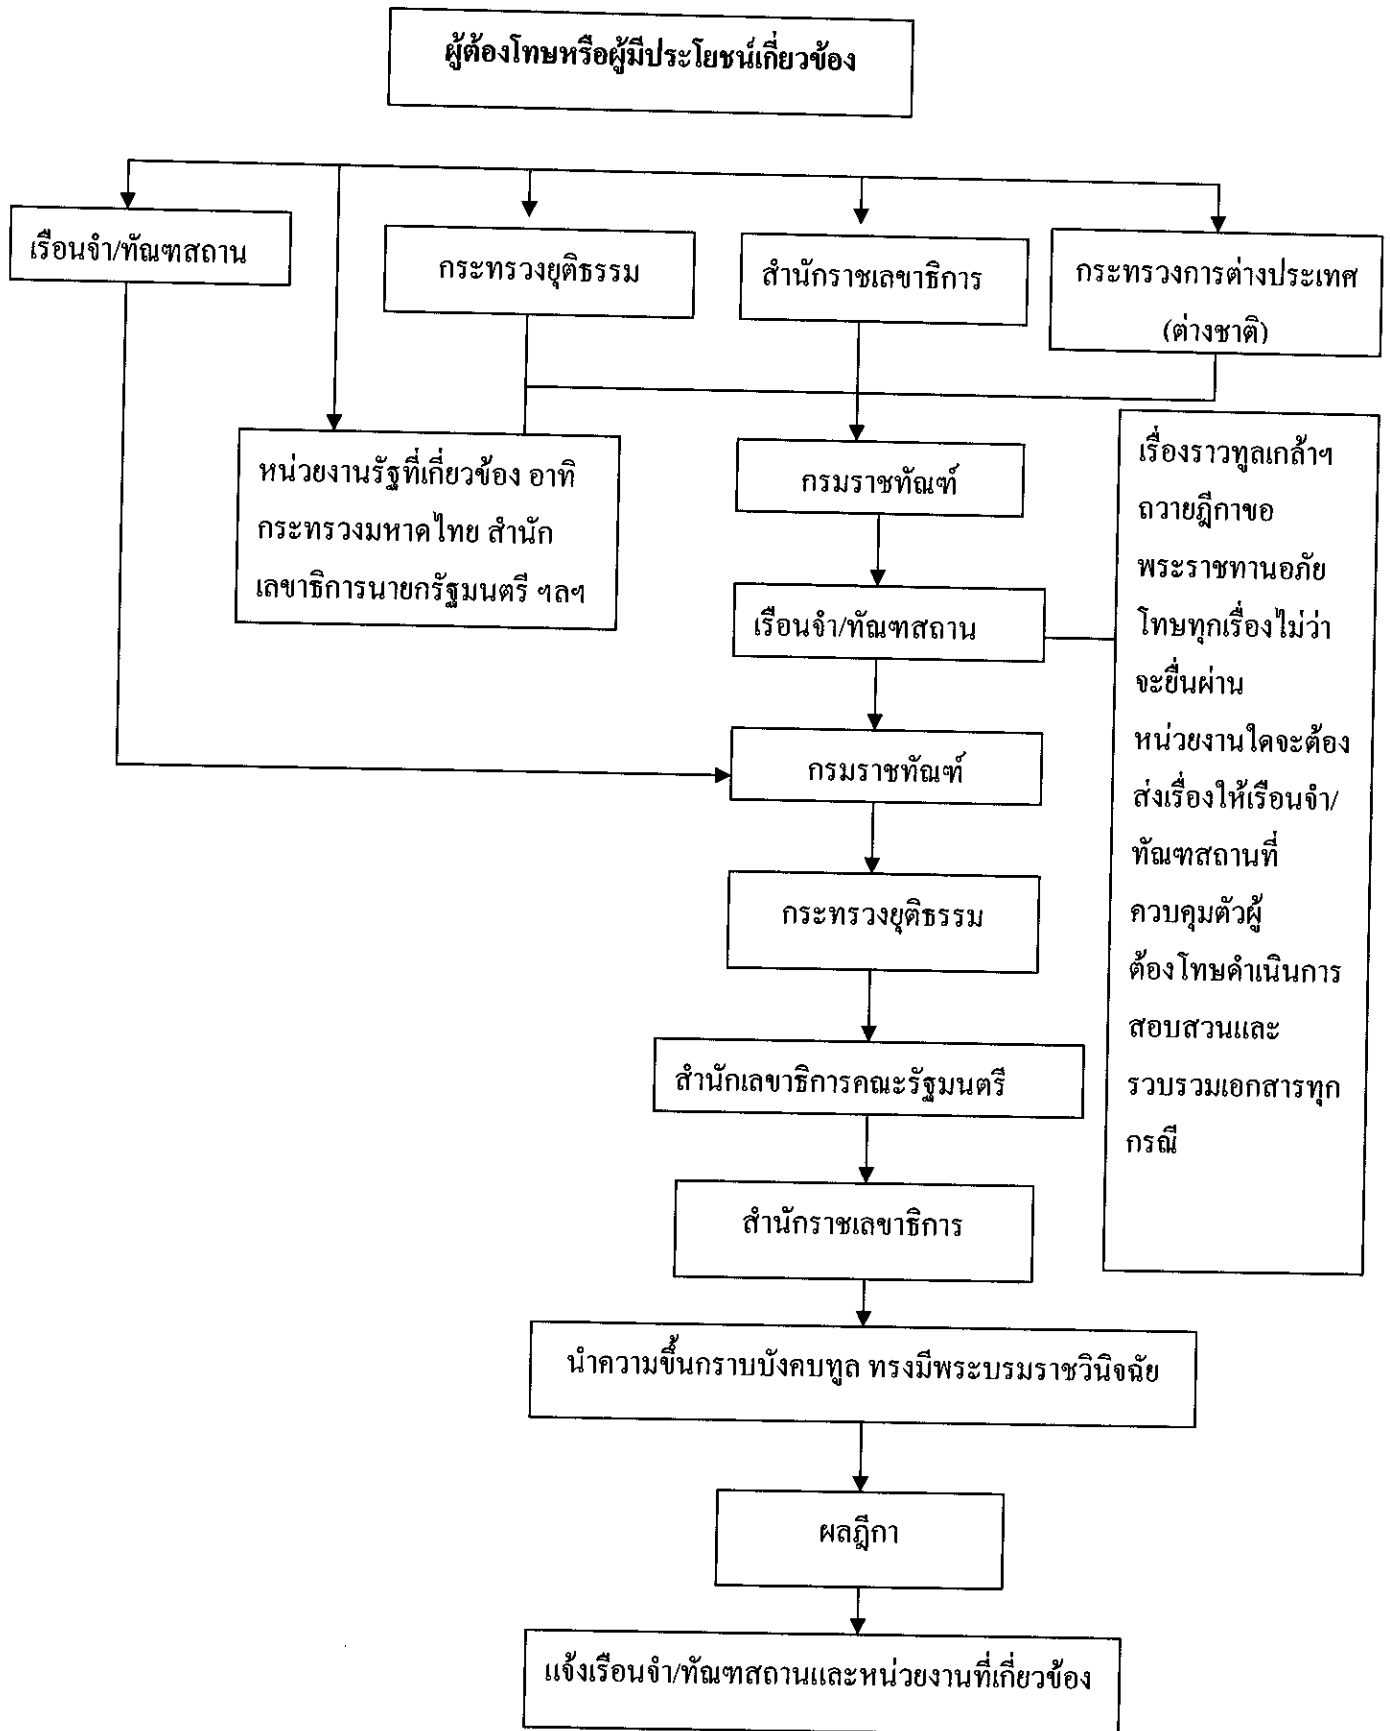 ผู้ต้องโทษหรือผู้มีประโยชน์เกี่ยวข้อง
เรือนจำ/ทัณฑสถาน
กระทรวงยุติธรรม
สำนักราชเลขาธิการ
กระทรวงการต่างประเทศ
(ต่างชาติ)
หน่วยงานรัฐที่เกี่ยวข้อง อาทิ
กระทรวงมหาดไทย สำนัก
เลขาธิการนายกรัฐมนตรี ฯลฯ
กรมราชทัณฑ์
เรือนจำ/ทัณฑสถาน
เรื่องราวทูลเกล้าฯ
ถวายฎีกาขอ
พระราชทานอภัย
โทษทุกเรื่องไม่ว่า
จะยื่นผ่าน
หน่วยงานใดจะต้อง
ส่งเรื่องให้เรือนจำ/
ทัณฑสถานที่
ควบคุมตัวผู้
ต้องโทษดำเนินการ
สอบสวนและ
รวบรวมเอกสารทุก
กรณี
กรมราชทัณฑ์
กระทรวงยุติธรรม
สำนักเลขาธิการคณะรัฐมนตรี
สำนักราชเลขาธิการ
นำความขึ้นกราบบังคบทูล ทรงมีพระบรมราชวินิจฉัย
ผลฎีกา
แจ้งเรือนจำ/ทัณฑสถานและหน่วยงานที่เกี่ยวข้อง